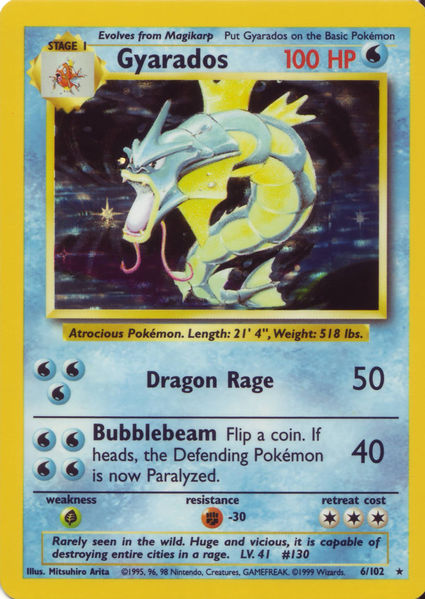 Evolves from Magikarp Put Gyarados on the Basic Pokémon
STAGE 1
Gyarados 100 HP
Atrocious Pokémon. Length: 21' 4", Weight: 518 lbs.
Dragon Rage 50
Bubblebeam Flip a coin. If
heads, the Defending Pokémon
is now Paralyzed.
40
weakness resistance retreat cost
-30
Rarely seen in the wild. Huge and vicious, it is capable of
destroying entire cities in a rage. LV. 41 #130
Illus. Mitsuhiro Arita ©1995, 96, 98 Nintendo, Creatures, GAMEFREAK. ©1999 Wizards. 6/102 ★